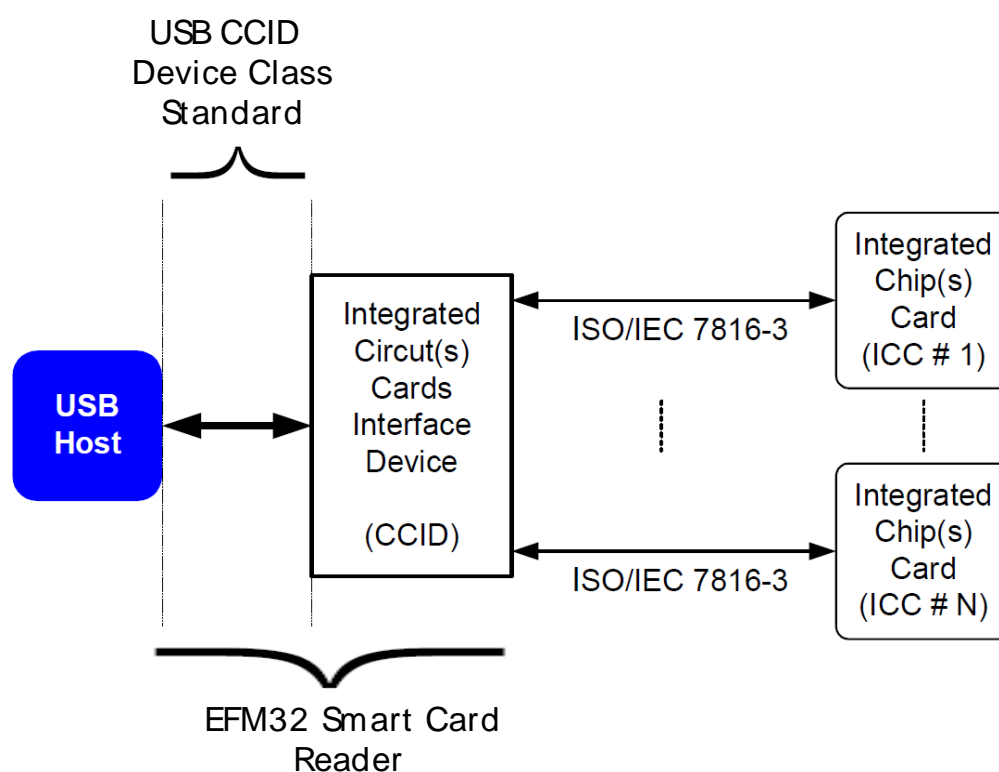 USB CCID
Device Class
Standard
USB
Host
Integrated
Circut(s)
Cards
Interface
Device
(CCID)
ISO/IEC 7816-3
ISO/IEC 7816-3
Integrated
Chip(s)
Card
(ICC # 1)
Integrated
Chip(s)
Card
(ICC # N)
EFM32 Smart Card
Reader